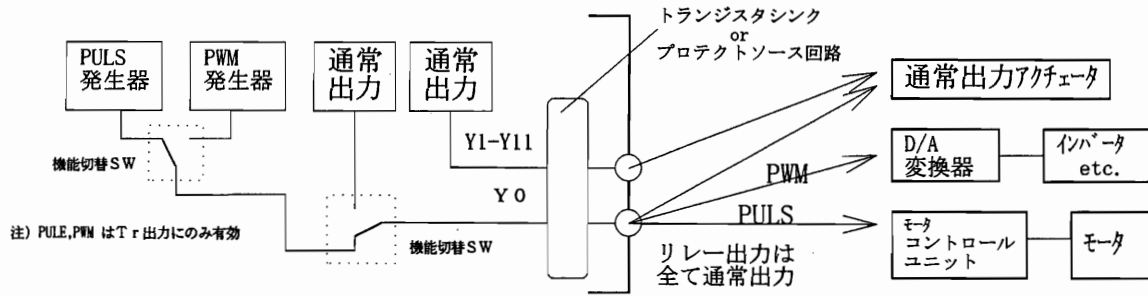 トランジスタシンク
or
プロテクトソース回路
PULS
発生器
PWM
発生器
通常
出力
通常
出力
通常出力アクチェータ
Y1-Y11
機能切替SW
D/A
変換器
インバータ
etc.
PWM
Y0
PULS
注) PULE,PWM はTr出力にのみ有効
機能切替SW
リレー出力は
全て通常出力
モータ
コントロール
ユニット
モータ